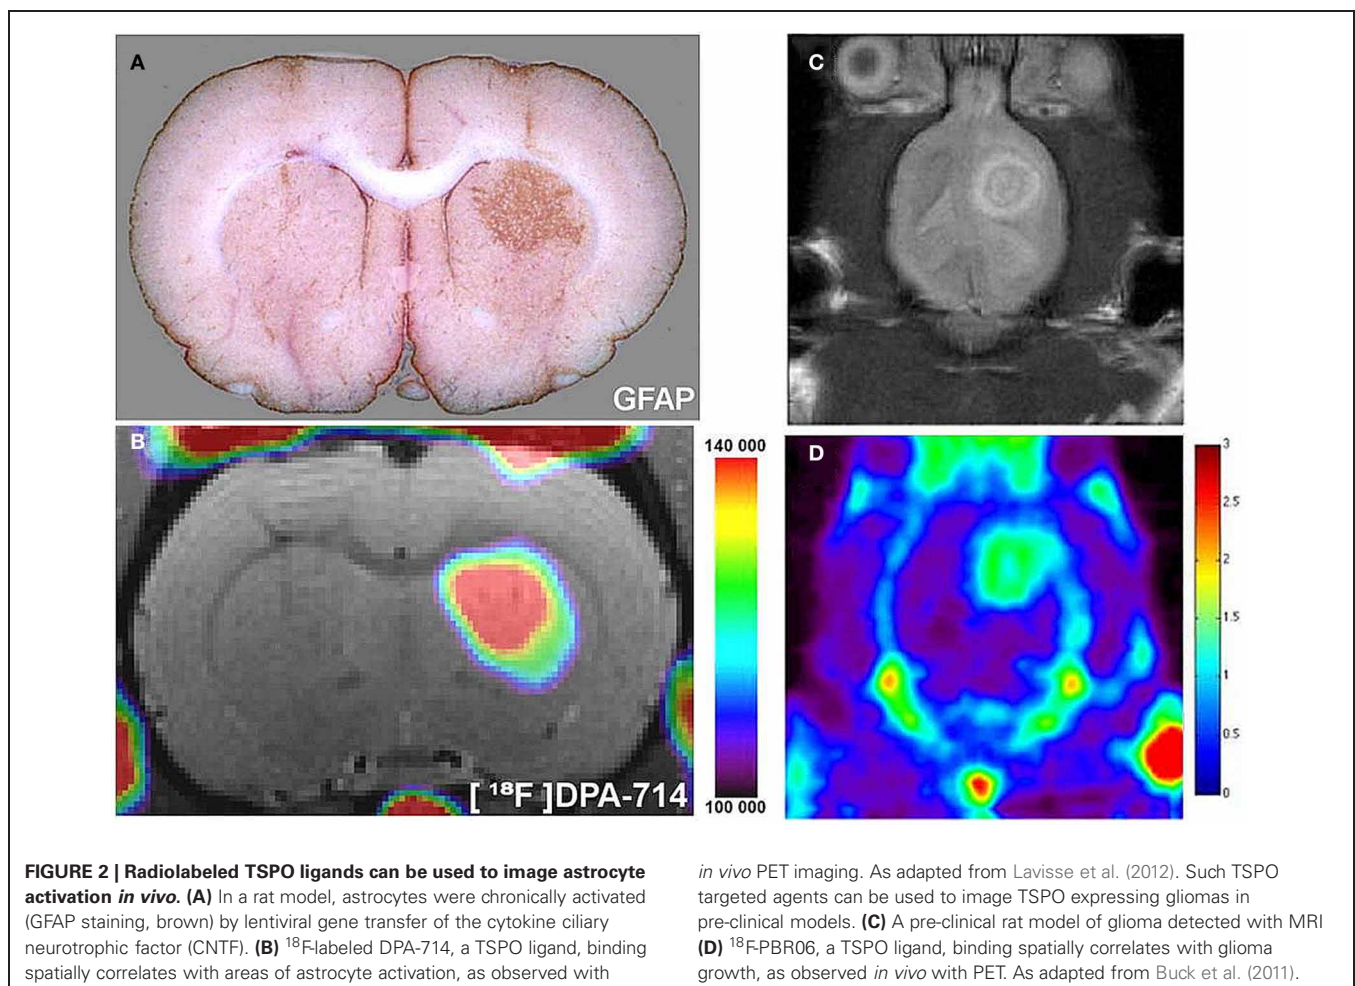 A
GFAP
B
[ ¹⁸F ]DPA-714
140 000
100 000
C
D
3
2.5
2
1.5
1
0.5
0
FIGURE 2 | Radiolabeled TSPO ligands can be used to image astrocyte
activation in vivo. (A) In a rat model, astrocytes were chronically activated
(GFAP staining, brown) by lentiviral gene transfer of the cytokine ciliary
neurotrophic factor (CNTF). (B) ¹⁸F-labeled DPA-714, a TSPO ligand, binding
spatially correlates with areas of astrocyte activation, as observed with
in vivo PET imaging. As adapted from Lavisse et al. (2012). Such TSPO
targeted agents can be used to image TSPO expressing gliomas in
pre-clinical models. (C) A pre-clinical rat model of glioma detected with MRI
(D) ¹⁸F-PBR06, a TSPO ligand, binding spatially correlates with glioma
growth, as observed in vivo with PET. As adapted from Buck et al. (2011).